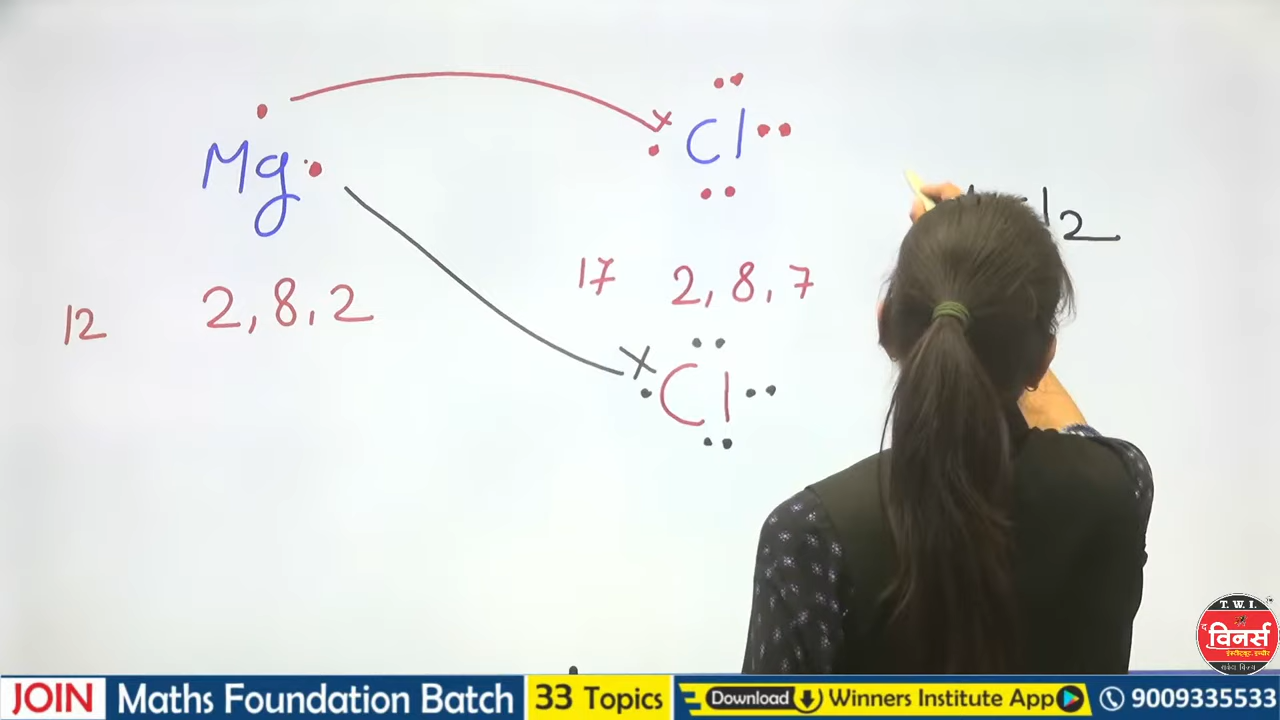 Mg
Cl
12
2, 8, 2
17
2, 8, 7
Cl
l2
T. W. I.
द
विनर्स
JOIN
Maths Foundation Batch
33 Topics
Download
Winners Institute App
9009335533